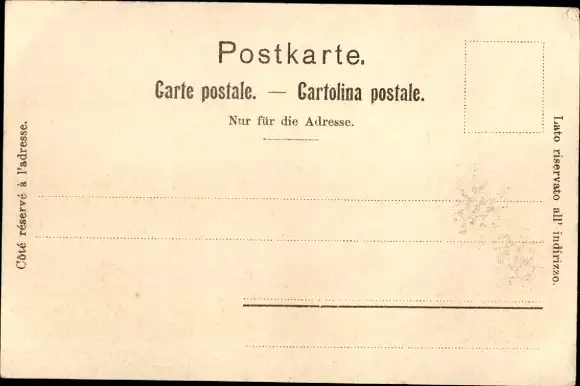 Postkarte.
Carte postale. — Cartolina postale.
Nur für die Adresse.
Côté réservé à l'adresse.
Lato riservato all' indirizzo.